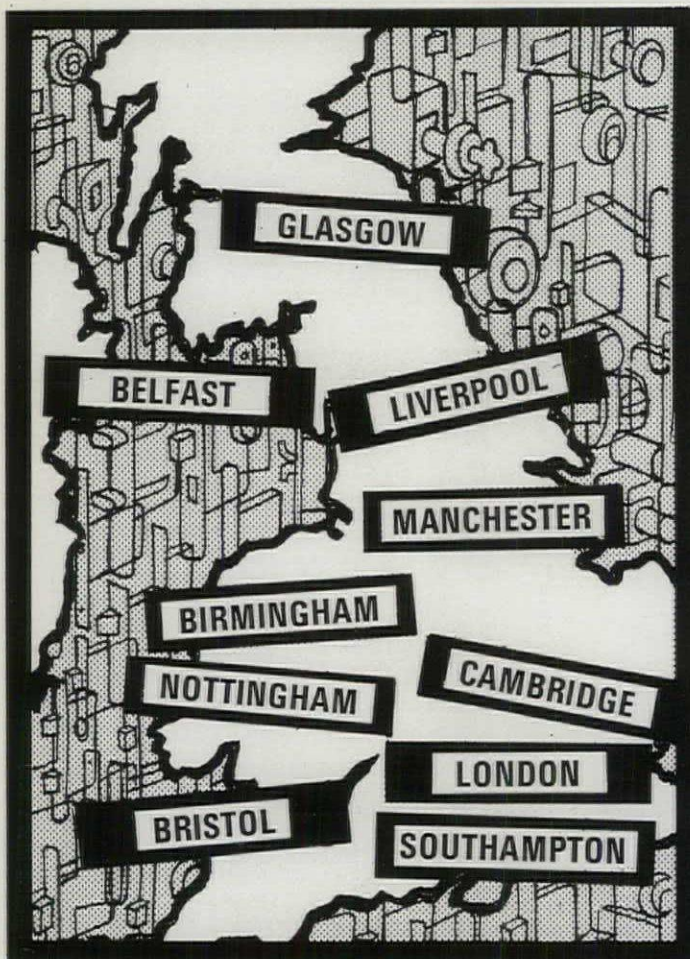 GLASGOW
BELFAST
LIVERPOOL
MANCHESTER
BIRMINGHAM
NOTTINGHAM
CAMBRIDGE
LONDON
BRISTOL
SOUTHAMPTON